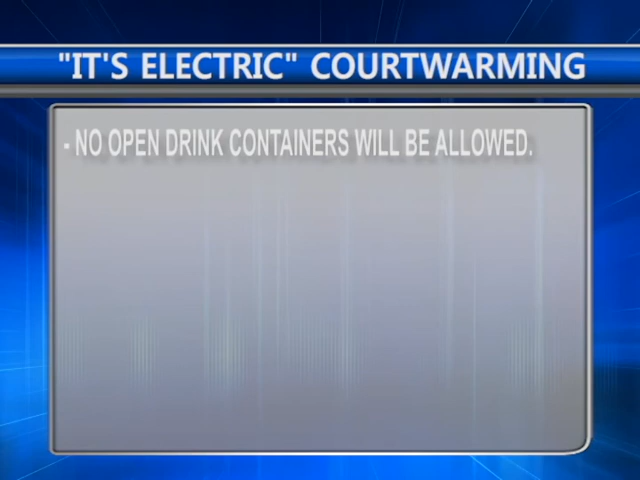 "IT'S ELECTRIC" COURTWARMING
- NO OPEN DRINK CONTAINERS WILL BE ALLOWED.